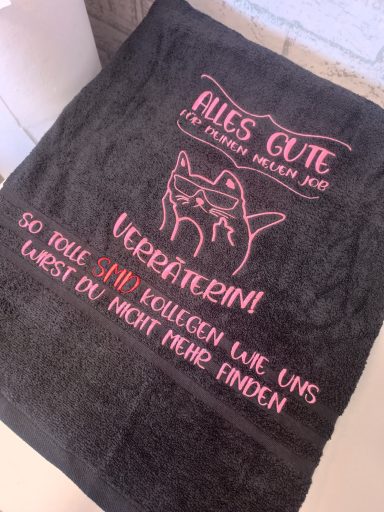 ALLES GUTE
FÜR DEINEN NEUEN JOB
VERRÄTERIN!
SO TOLLE SMD KOLLEGEN WIE UNS
WIRST DU NICHT MEHR FINDEN